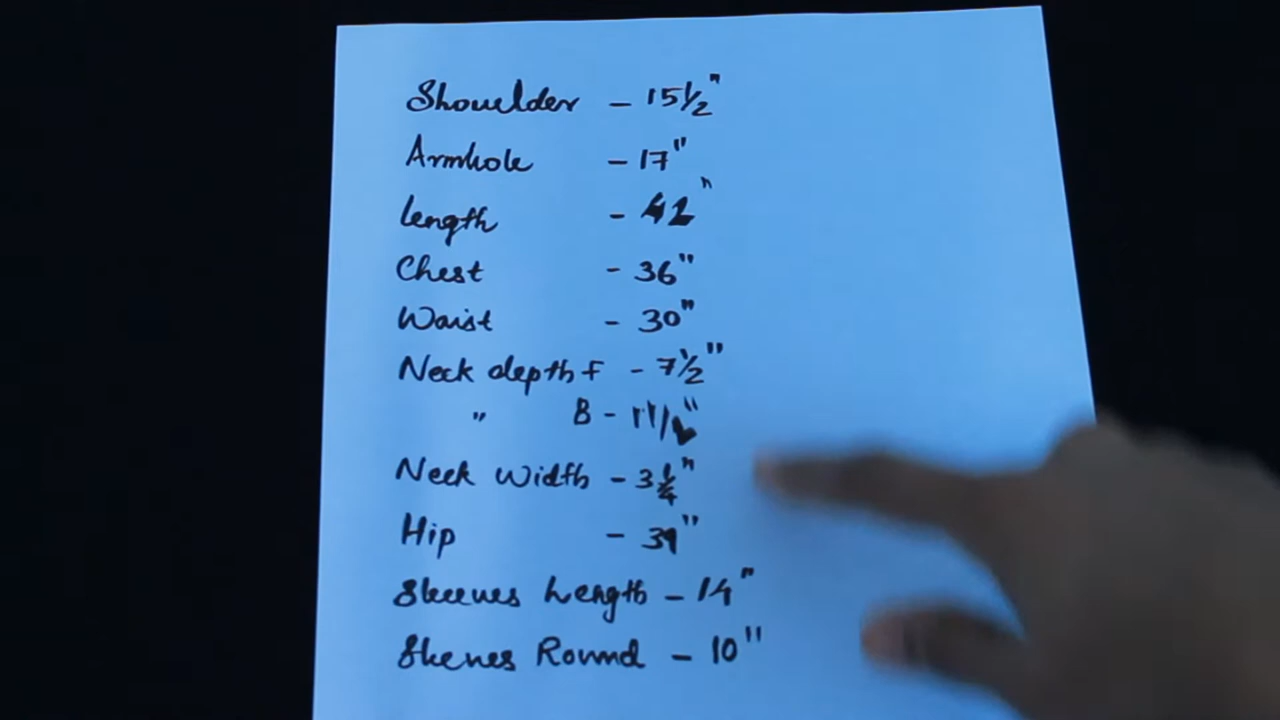 Shoulder - 15½"
Armhole - 17"
Length - 42"
Chest - 36"
Waist - 30"
Neck depth F - 7½"
" B -
Neck Width - 3¼"
Hip - 39"
Sleeves Length - 14"
Sleeves Round - 10"